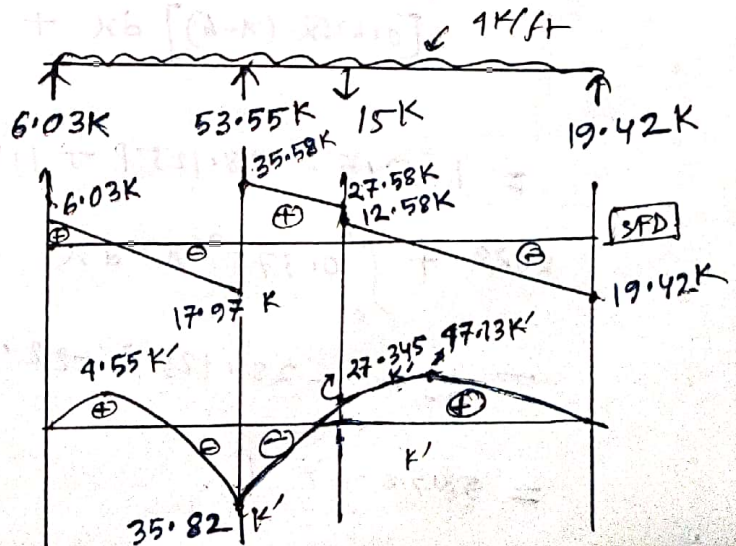 4K/ft
6.03K 53.55K 15K 19.42K
35.58K
6.03K
27.58K
12.58K
SFD
17.97 K
19.42K
4.55K'
27.345
K'
47.13K'
K'
35.82 K'